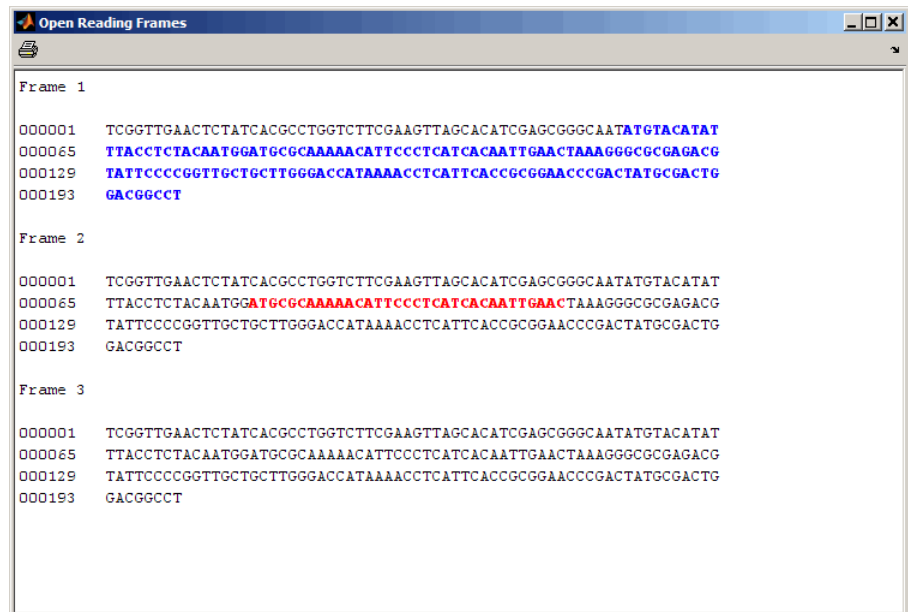 Open Reading Frames
Frame 1
000001 TCGGTTGAACTCTATCACGCCTGGTCTTCGAAGTTAGCACATCGAGCGGGCAATATGTACATAT
000065 TTACCTCTACAATGGATGCGCAAAAACATTCCCTCATCACAATTGAACTAAAGGGCGCGAGACG
000129 TATTCCCCGGTTGCTGCTTGGGACCATAAAACCTCATTCACCGCGGAACCCGACTATGCGACTG
000193 GACGGCCT
Frame 2
000001 TCGGTTGAACTCTATCACGCCTGGTCTTCGAAGTTAGCACATCGAGCGGGCAATATGTACATAT
000065 TTACCTCTACAATGGATGCGCAAAAACATTCCCTCATCACAATTGAACTAAAGGGCGCGAGACG
000129 TATTCCCCGGTTGCTGCTTGGGACCATAAAACCTCATTCACCGCGGAACCCGACTATGCGACTG
000193 GACGGCCT
Frame 3
000001 TCGGTTGAACTCTATCACGCCTGGTCTTCGAAGTTAGCACATCGAGCGGGCAATATGTACATAT
000065 TTACCTCTACAATGGATGCGCAAAAACATTCCCTCATCACAATTGAACTAAAGGGCGCGAGACG
000129 TATTCCCCGGTTGCTGCTTGGGACCATAAAACCTCATTCACCGCGGAACCCGACTATGCGACTG
000193 GACGGCCT